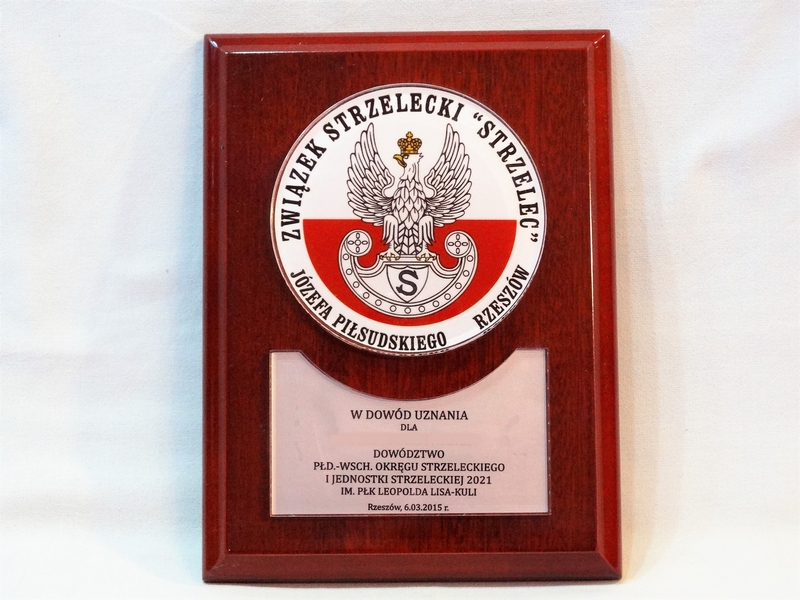 ZWIĄZEK STRZELECKI “STRZELEC”
JÓZEFA PIŁSUDSKIEGO RZESZÓW
S
W DOWÓD UZNANIA
DLA
DOWÓDZTWO
PŁD.-WSCH. OKRĘGU STRZELECKIEGO
I JEDNOSTKI STRZELECKIEJ 2021
IM. PŁK LEOPOLDA LISA-KULI
Rzeszów, 6.03.2015 r.